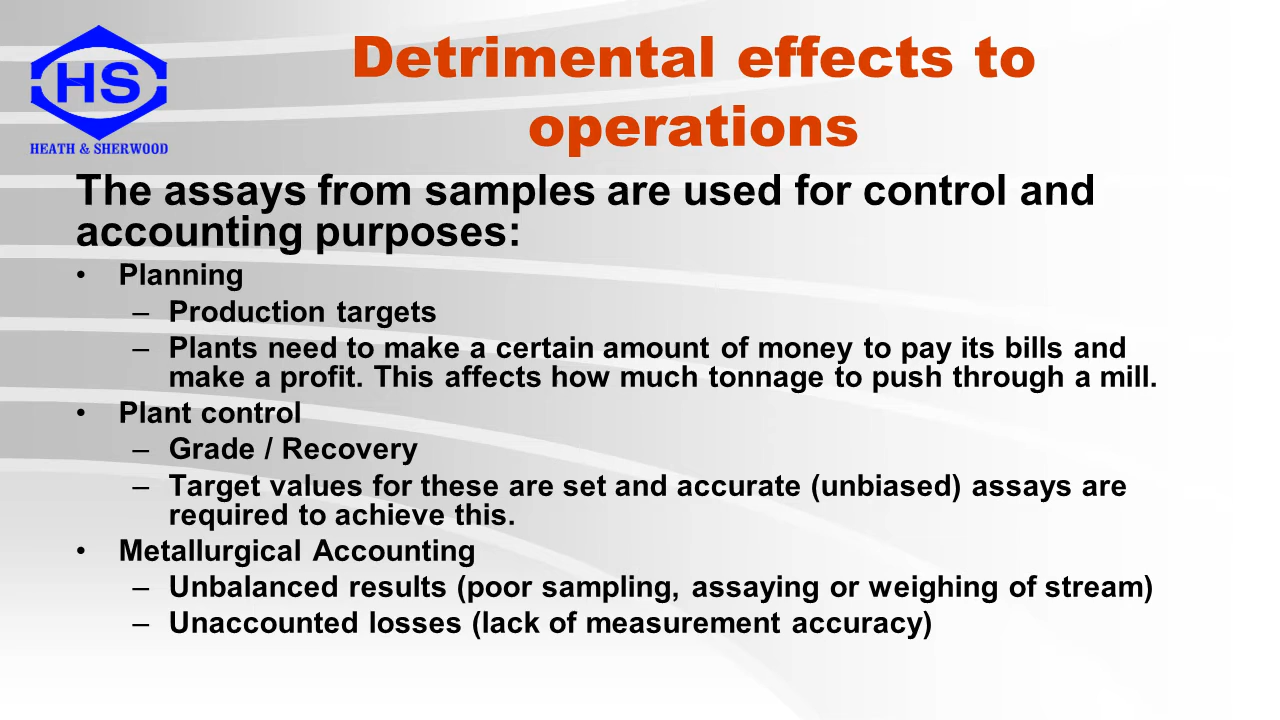 HS
HEATH & SHERWOOD
Detrimental effects to
operations
The assays from samples are used for control and
accounting purposes:
• Planning
– Production targets
– Plants need to make a certain amount of money to pay its bills and
make a profit. This affects how much tonnage to push through a mill.
• Plant control
– Grade / Recovery
– Target values for these are set and accurate (unbiased) assays are
required to achieve this.
• Metallurgical Accounting
– Unbalanced results (poor sampling, assaying or weighing of stream)
– Unaccounted losses (lack of measurement accuracy)